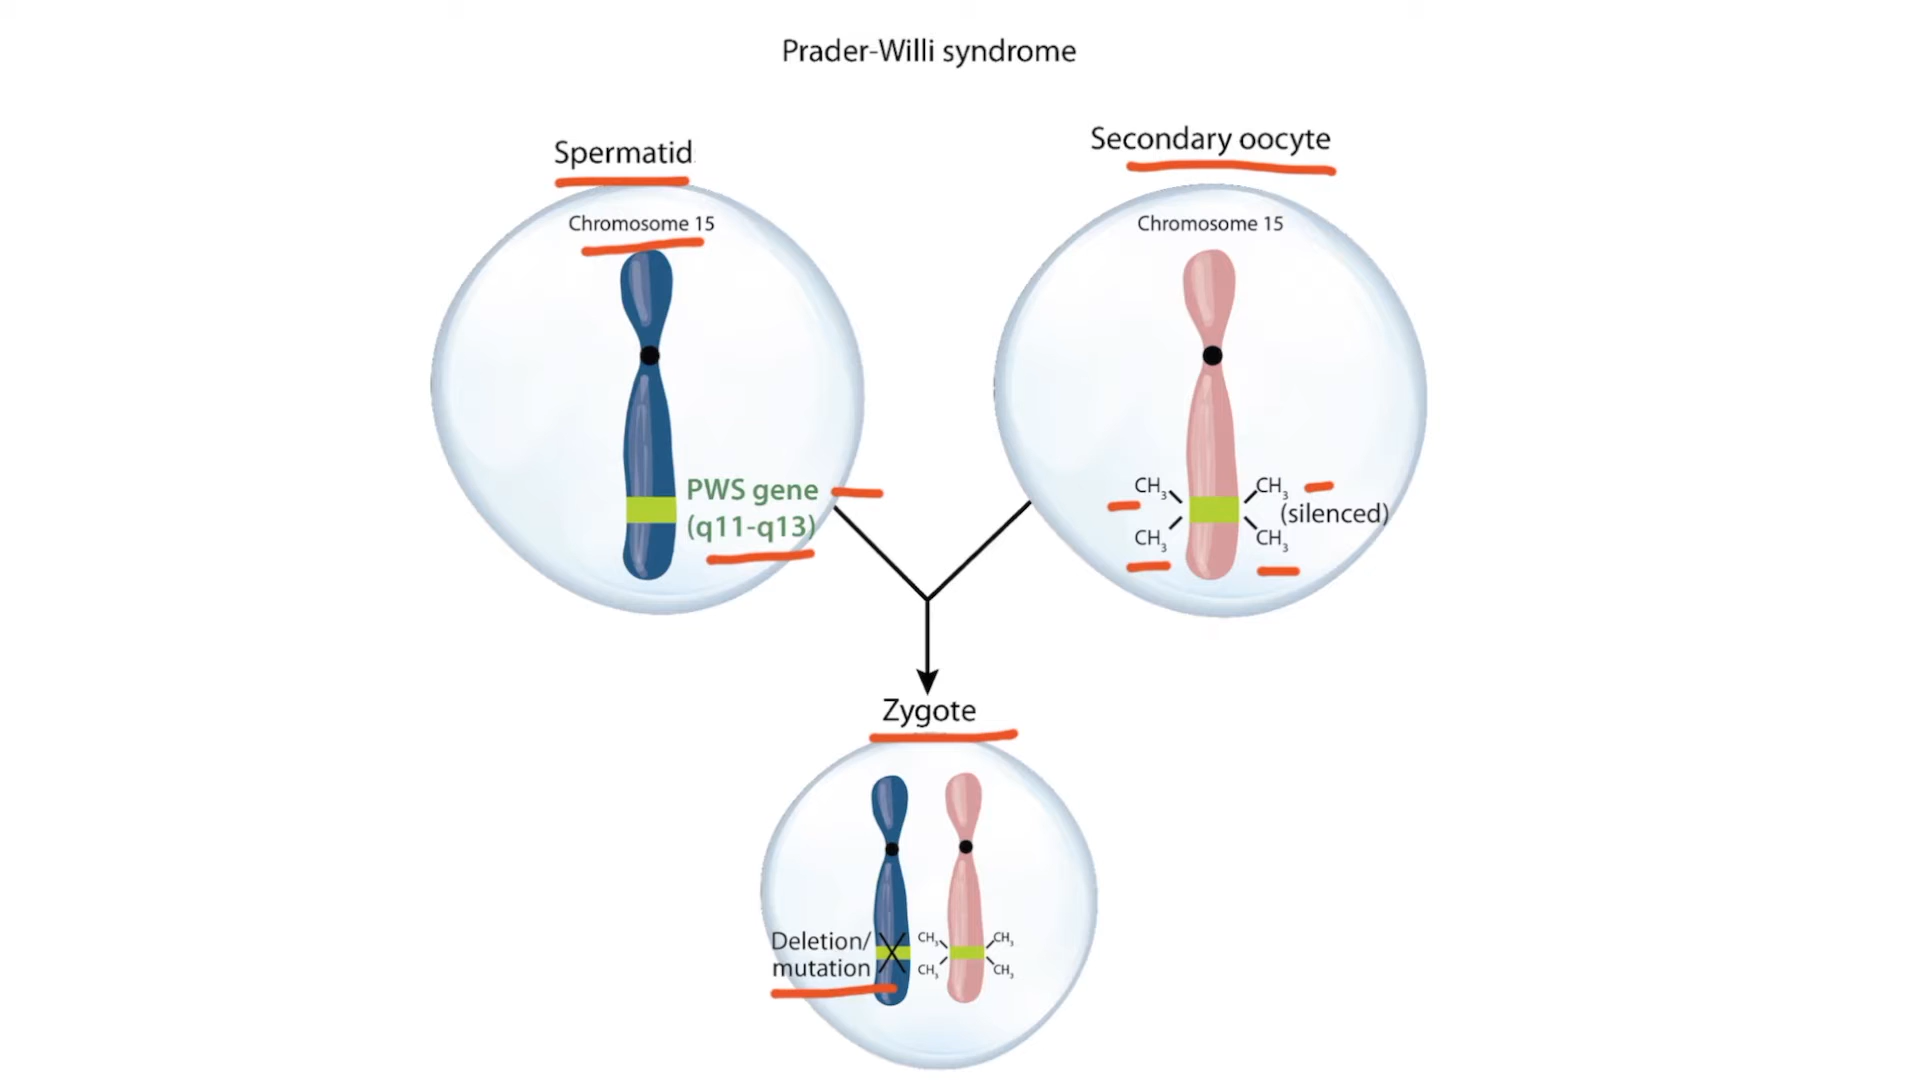 Prader-Willi syndrome
Spermatid
Secondary oocyte
Chromosome 15
Chromosome 15
PWS gene
(q11-q13)
CH₃ CH₃
(silenced)
CH₃ CH₃
Zygote
Deletion/
mutation
CH₃ CH₃
CH₃ CH₃